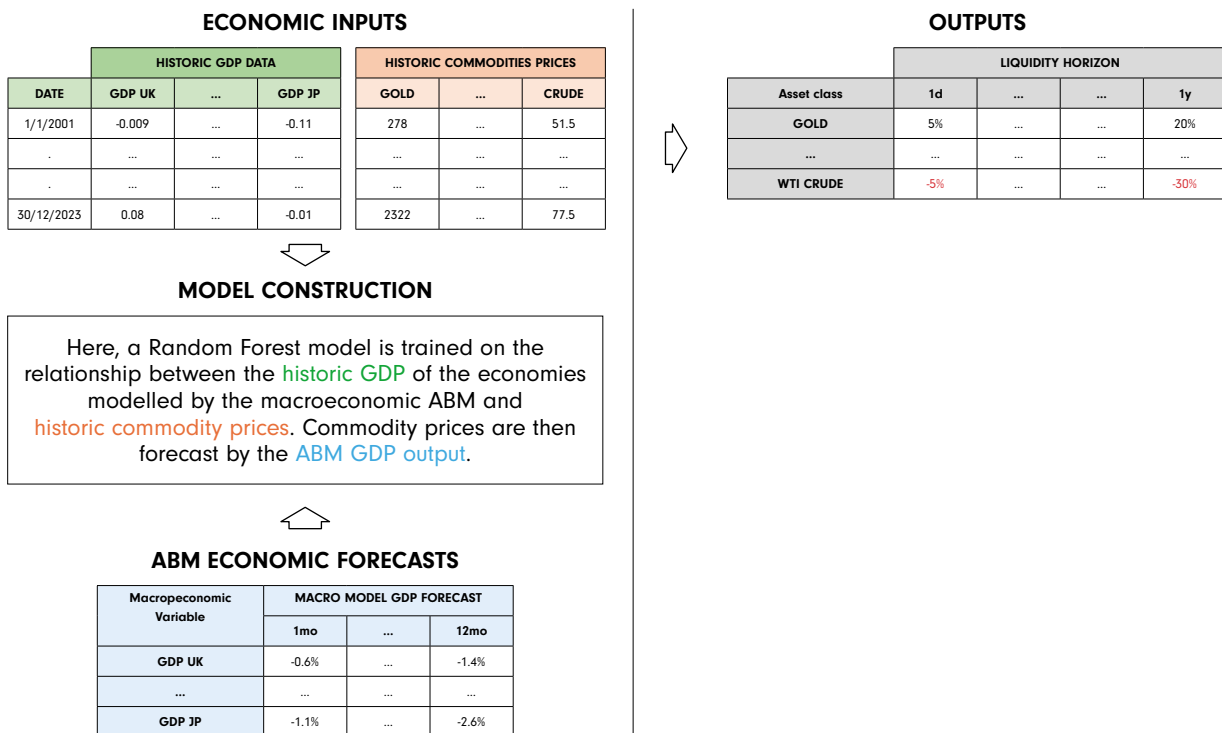 ECONOMIC INPUTS
HISTORIC GDP DATA
HISTORIC COMMODITIES PRICES
DATE GDP UK ... GDP JP GOLD ... CRUDE
1/1/2001 -0.009 ... -0.11 278 ... 51.5
. ... ... ... ... ... ...
. ... ... ... ... ... ...
30/12/2023 0.08 ... -0.01 2322 ... 77.5
MODEL CONSTRUCTION
Here, a Random Forest model is trained on the
relationship between the historic GDP of the economies
modelled by the macroeconomic ABM and
historic commodity prices. Commodity prices are then
forecast by the ABM GDP output.
ABM ECONOMIC FORECASTS
Macropeconomic
Variable
MACRO MODEL GDP FORECAST
1mo ... 12mo
GDP UK -0.6% ... -1.4%
... ... ... ...
GDP JP -1.1% ... -2.6%
OUTPUTS
LIQUIDITY HORIZON
Asset class 1d ... ... 1y
GOLD 5% ... ... 20%
... ... ... ... ...
WTI CRUDE -5% ... ... -30%